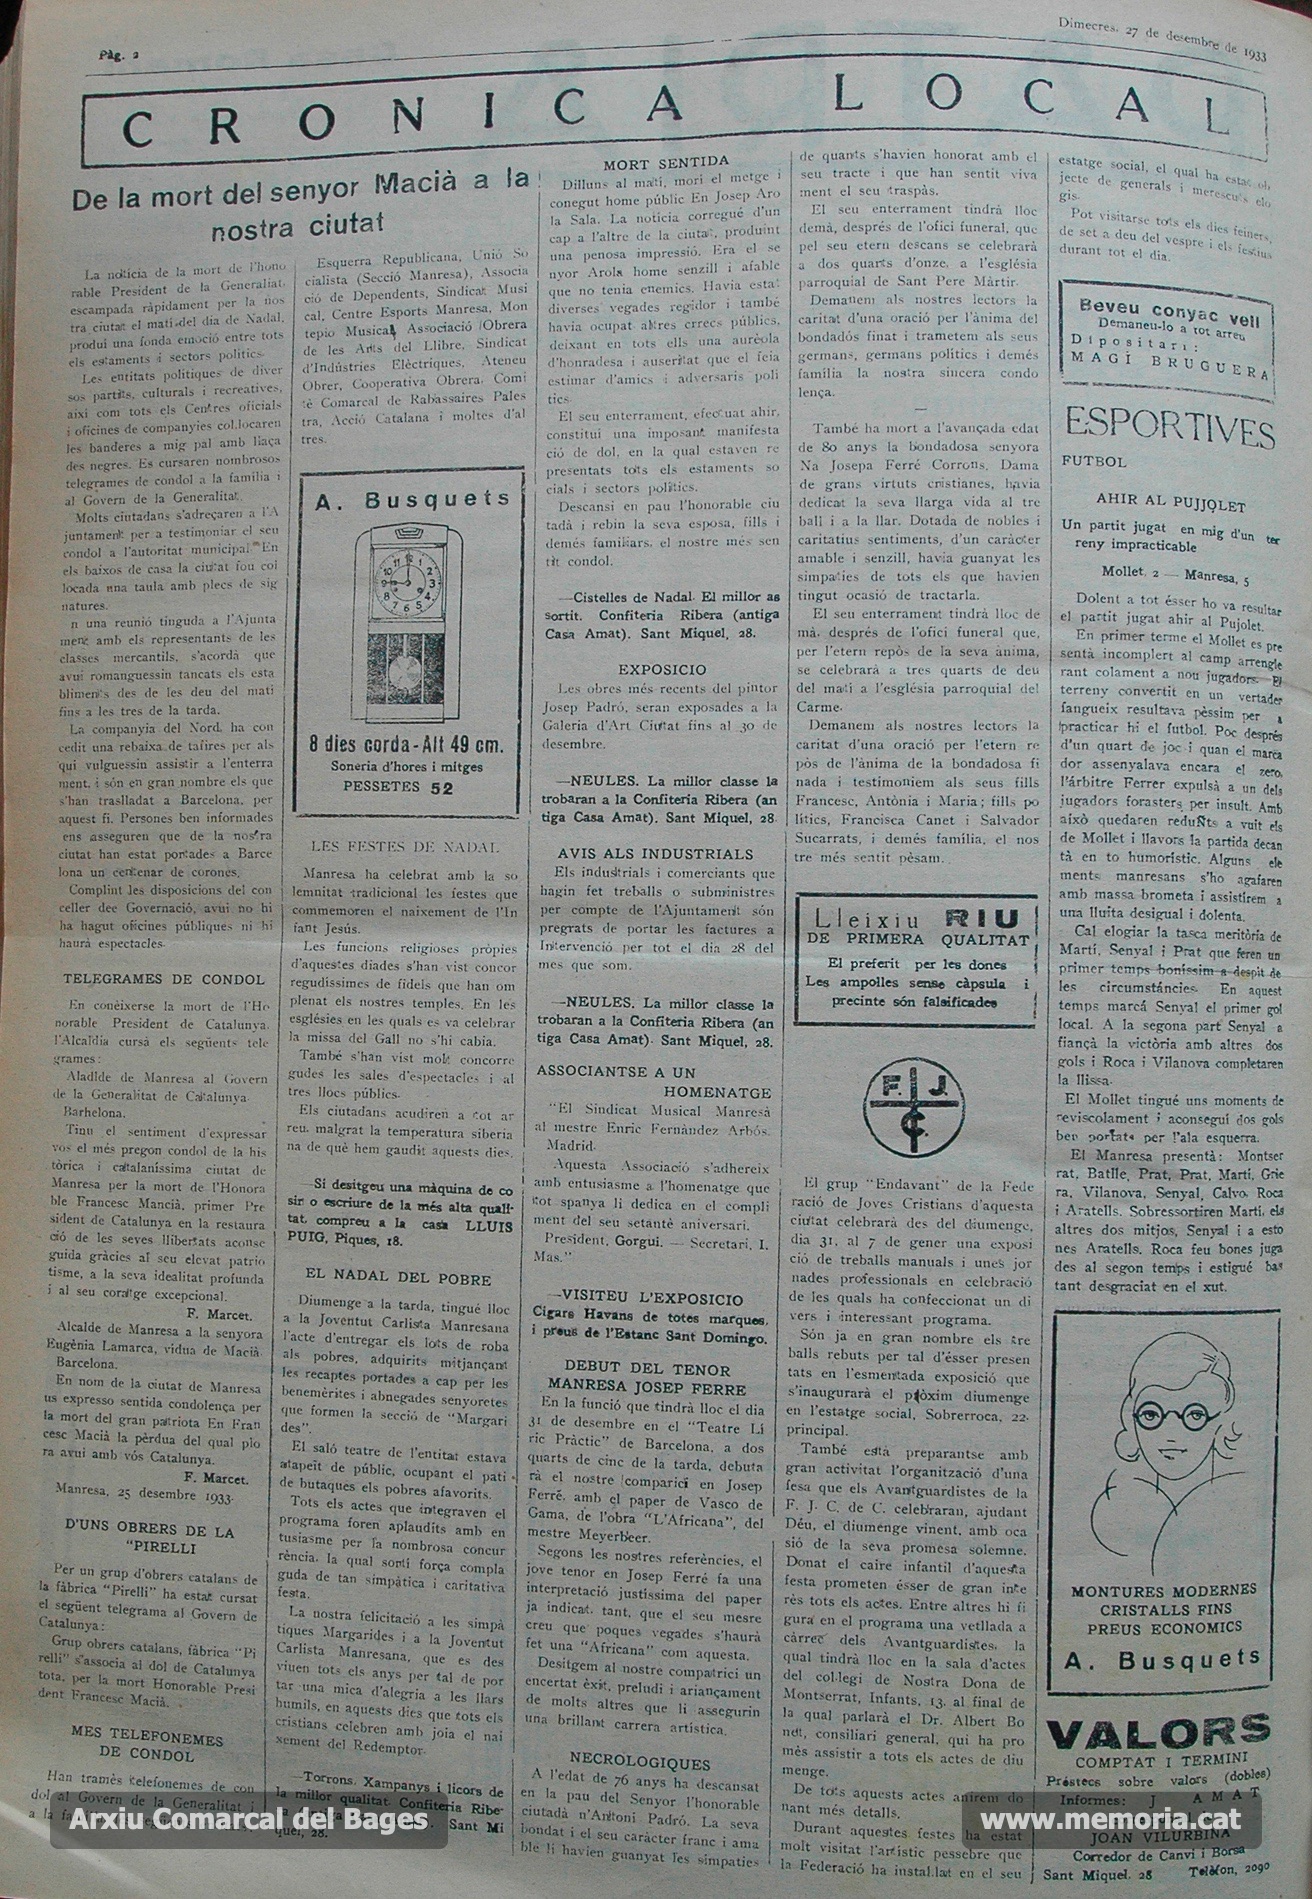 Pàg. 2
Dimecres, 27 de desembre de 1933
CRONICA LOCAL
De la mort del senyor Macià a la
nostra ciutat
La noticia de la mort de l'hono
rable President de la Generaliat,
escampada ràpidament per la nos
tra ciutat el matí del dia de Nadal,
produí una fonda emoció entre tots
els estaments i sectors polítics.
Les entitats polítiques de diver
sos partits, culturals i recreatives,
així com tots els Centres oficials
i oficines de companyies col.locaren
les banderes a mig pal amb llaça
des negres. Es cursaren nombrosos
telegrames de condol a la família i
al Govern de la Generalitat.
Molts ciutadans s'adreçaren a l'A
juntament per a testimoniar el seu
condol a l'autoritat municipal. En
els baixos de casa la ciutat fou col
locada una taula amb plecs de sig
natures.
n una reunió tinguda a l'Ajunta
ment amb els representants de les
classes mercantils, s'acordà que
avui romanguessin tancats els esta
bliments des de les deu del matí
fins a les tres de la tarda.
La companyia del Nord, ha con
cedit una rebaixa de tafires per als
qui vulguessin assistir a l'enterra
ment, i són en gran nombre els que
s'han traslladat a Barcelona, per
aquest fi. Persones ben informades
ens asseguren que de la nostra
ciutat han estat portades a Barce
lona un centenar de corones.
Complint les disposicions del con
celler dee Governació, avui no hi
ha hagut oficines públiques ni hi
haurà espectacles.
TELEGRAMES DE CONDOL
En conèixerse la mort de l'Ho
norable President de Catalunya,
l'Alcaldia cursà els següents tele
grames:
Aladlde de Manresa al Govern
de la Generalitat de Catalunya.
Barhelona.
Tinu el sentiment d'expressar
vos el més pregon condol de la his
tòrica i catalaníssima ciutat de
Manresa per la mort de l'Honora
ble Francesc Mancià, primer Pre
sident de Catalunya en la restaura
ció de les seves llibertats aconse
guida gràcies al seu elevat patrio
tisme, a la seva idealitat profunda
i al seu coratge excepcional.
F. Marcet.
Alcalde de Manresa a la senyora
Eugènia Lamarca, vidua de Macià.
Barcelona.
En nom de la ciutat de Manresa
us expresso sentida condolença per
la mort del gran patriota En Fran
cesc Macià la pèrdua del qual plo
ra avui amb vós Catalunya.
F. Marcet.
Manresa, 25 desembre 1933.
D'UNS OBRERS DE LA
"PIRELLI
Per un grup d'obrers catalans de
la fàbrica "Pirelli" ha estat cursat
el següent telegrama al Govern de
Catalunya:
Grup obrers catalans, fàbrica "Pi
relli" s'associa al dol de Catalunya
tota, per la mort Honorable Presi
dent Francesc Macià.
MES TELEFONEMES
DE CONDOL
Han tramès telefonemes de con
dol al Govern de la Generalitat i
a la
Esquerra Republicana, Unió So
cialista (Secció Manresa), Associa
ció de Dependents, Sindicat Musi
cal, Centre Esports Manresa, Mon
tepio Musical, Associació Obrera
de les Arts del Llibre, Sindicat
d'Indústries Elèctriques, Ateneu
Obrer, Cooperativa Obrera, Comi
tè Comarcal de Rabassaires Pales
tra, Acció Catalana i moltes d'al
tres.
A. Busquets
8 dies corda - Alt 49 cm.
Soneria d'hores i mitges
PESSETES 52
LES FESTES DE NADAL
Manresa ha celebrat amb la so
lemnitat tradicional les festes que
commemoren el naixement de l'In
fant Jesús.
Les funcions religioses pròpies
d'aquestes diades s'han vist concor
regudíssimes de fidels que han om
plenat els nostres temples. En les
esglésies en les quals es va celebrar
la missa del Gall no s'hi cabia.
També s'han vist molt concorre
gudes les sales d'espectacles i al
tres llocs públics.
Els ciutadans acudiren a tot ar
reu, malgrat la temperatura siberia
na de què hem gaudit aquests dies.
—Si desitgeu una màquina de co
sir o escriure de la més alta quali-
tat, compreu a la casa LLUIS
PUIG, Piques, 18.
EL NADAL DEL POBRE
Diumenge a la tarda, tingué lloc
a la Joventut Carlista Manresana
l'acte d'entregar els lots de roba
als pobres, adquirits mitjançant
les recaptes portades a cap per les
benemèrites i abnegades senyoretes
que formen la secció de "Margari
des".
El saló teatre de l'entitat estava
atapeït de públic, ocupant el pati
de butaques els pobres afavorits.
Tots els actes que integraven el
programa foren aplaudits amb en
tusiasme per la nombrosa concur
rència, la qual sortí força compla
guda de tan simpàtica i caritativa
festa.
La nostra felicitació a les simpà
tiques Margarides i a la Joventut
Carlista Manresana, que es des
viuen tots els anys per tal de por
tar una mica d'alegria a les llars
humils, en aquests dies que tots els
cristians celebren amb joia el nai
xement del Redemptor.
—Torrons, Xampanys i licors de
la millor qualitat. Confiteria Ribe-
Sant Mi
quel, 28.
MORT SENTIDA
Dilluns al matí, morí el metge i
conegut home públic En Josep Aro
la Sala. La noticia corregué d'un
cap a l'altre de la ciutat, produint
una penosa impressió. Era el se
nyor Arola home senzill i afable
que no tenia enemics. Havia estat
diverses vegades regidor i també
havia ocupat altres crrecs públics,
deixant en tots ells una aurèola
d'honradesa i auseritat que el feia
estimar d'amics i adversaris polí
tics.
El seu enterrament, efectuat ahir,
constituí una imposant manifesta
ció de dol, en la qual estaven re
presentats tots els estaments so
cials i sectors polítics.
Descansi en pau l'honorable ciu
tadà i rebin la seva esposa, fills i
demés familiars, el nostre més sen
tit condol.
—Cistelles de Nadal. El millor as
sortit. Confiteria Ribera (antiga
Casa Amat). Sant Miquel, 28.
EXPOSICIO
Les obres més recents del pintor
Josep Padró, seran exposades a la
Galeria d'Art Ciutat fins al 30 de
desembre.
—NEULES. La millor classe la
trobaran a la Confiteria Ribera (an
tiga Casa Amat). Sant Miquel, 28.
AVIS ALS INDUSTRIALS
Els industrials i comerciants que
hagin fet treballs o subministres
per compte de l'Ajuntament són
pregrats de portar les factures a
Intervenció per tot el dia 28 del
mes que som.
—NEULES. La millor classe la
trobaran a la Confiteria Ribera (an
tiga Casa Amat). Sant Miquel, 28.
ASSOCIANTSE A UN
HOMENATGE
"El Sindicat Musical Manresà
al mestre Enric Fernández Arbós.
Madrid.
Aquesta Associació s'adhereix
amb entusiasme a l'homenatge que
tot spanya li dedica en el compli
ment del seu setantè aniversari.
President, Gorgui. — Secretari, I.
Mas."
—VISITEU L'EXPOSICIO
Cigars Havans de totes marques,
i preus de l'Estanc Sant Domingo.
DEBUT DEL TENOR
MANRESA JOSEP FERRE
En la funció que tindrà lloc el dia
31 de desembre en el "Teatre Lí
ric Pràctic" de Barcelona, a dos
quarts de cinc de la tarda, debuta
rà el nostre comparici en Josep
Ferré, amb el paper de Vasco de
Gama, de l'obra "L'Africana", del
mestre Meyerbeer.
Segons les nostres referències, el
jove tenor en Josep Ferré fa una
interpretació justíssima del paper
ja indicat, tant, que el seu mesre
creu que poques vegades s'haurà
fet una "Africana" com aquesta.
Desitgem al nostre compatrici un
encertat èxit, preludi i ariançament
de molts altres que li assegurin
una brillant carrera artística.
NECROLOGIQUES
A l'edat de 76 anys ha descansat
en la pau del Senyor l'honorable
ciutadà n'Antoni Padró. La seva
bondat i el seu caràcter franc i ama
ble li havien guanyat les simpaties
de quants s'havien honorat amb el
seu tracte i que han sentit viva
ment el seu traspàs.
El seu enterrament tindrà lloc
demà, després de l'ofici funeral, que
pel seu etern descans se celebrarà
a dos quarts d'onze, a l'església
parroquial de Sant Pere Màrtir.
Demanem als nostres lectors la
caritat d'una oració per l'ànima del
bondadós finat i trametem als seus
germans, germans polítics i demés
família la nostra sincera condo
lença.
—
També ha mort a l'avançada edat
de 80 anys la bondadosa senyora
Na Josepa Ferré Corrons. Dama
de grans virtuts cristianes, havia
dedicat la seva llarga vida al tre
ball i a la llar. Dotada de nobles i
caritatius sentiments, d'un caràcter
amable i senzill, havia guanyat les
simpaties de tots els que havien
tingut ocasió de tractarla.
El seu enterrament tindrà lloc de
mà, després de l'ofici funeral que,
per l'etern repòs de la seva ànima,
se celebrarà a tres quarts de deu
del matí a l'església parroquial del
Carme.
Demanem als nostres lectors la
caritat d'una oració per l'etern re
pòs de l'ànima de la bondadosa fi
nada i testimoniem als seus fills
Francesc, Antònia i Maria; fills po
lítics, Francisca Canet i Salvador
Sucarrats, i demés família, el nos
tre més sentit pèsam.
Lleixiu RIU
DE PRIMERA QUALITAT
El preferit per les dones
Les ampolles sense càpsula i
precinte són falsificades
F. J.
C.
El grup "Endavant" de la Fede
ració de Joves Cristians d'aquesta
ciutat celebrarà des del diumenge,
dia 31, al 7 de gener una exposi
ció de treballs manuals i unes jor
nades professionals en celebració
de les quals ha confeccionat un di
vers i interessant programa.
Són ja en gran nombre els tre
balls rebuts per tal d'ésser presen
tats en l'esmentada exposició que
s'inaugurarà el pròxim diumenge
en l'estatge social, Sobrerroca, 22,
principal.
També està preparantse amb
gran activitat l'organització d'una
fesa que els Avantguardistes de la
F. J. C. de C. celebraran, ajudant
Déu, el diumenge vinent, amb oca
sió de la seva promesa solemne.
Donat el caire infantil d'aquesta
festa prometen ésser de gran inte
rès tots els actes. Entre altres hi fi
gura en el programa una vetllada a
càrrec dels Avantguardistes, la
qual tindrà lloc en la sala d'actes
del col.legi de Nostra Dona de
Montserrat, Infants, 13, al final de
la qual parlarà el Dr. Albert Bo
net, consiliari general, qui ha pro
mès assistir a tots els actes de diu
menge.
De tots aquests actes anirem do
nant més detalls.
Durant aquestes festes ha estat
molt visitat l'artístic pessebre que
la Federació ha instal.lat en el seu
estatge social, el qual ha estat ob
jecte de generals i merescuts elo
gis.
Pot visitarse tots els dies feiners,
de set a deu del vespre i els festius
durant tot el dia.
Beveu conyac vell
Demaneu-lo a tot arreu
Dipositari:
MAGÍ BRUGUERA
ESPORTIVES
FUTBOL
AHIR AL PUJOLET
Un partit jugat en mig d'un ter
reny impracticable
Mollet, 2 — Manresa, 5
Dolent a tot ésser ho va resultar
el partit jugat ahir al Pujolet.
En primer terme el Mollet es pre
sentà incomplert al camp arrengle
rant colament a nou jugadors. El
terreny convertit en un vertader
fangueix resultava pèssim per a
practicar hi el futbol. Poc després
d'un quart de joc i quan el marca
dor assenyalava encara el zero,
l'árbitre Ferrer expulsà a un dels
jugadors forasters per insult. Amb
això quedaren reduïts a vuit els
de Mollet i llavors la partida decan
tà en to humorístic. Alguns ele
ments manresans s'ho agafaren
amb massa brometa i assistirem a
una lluita desigual i dolenta.
Cal elogiar la tasca meritòria de
Martí, Senyal i Prat que feren un
primer temps boníssim a despit de
les circumstáncies. En aquest
temps marcá Senyal el primer gol
local. A la segona part Senyal a
fiançà la victòria amb altres dos
gols i Roca i Vilanova completaren
la llissa.
El Mollet tingué uns moments de
reviscolament i aconseguí dos gols
ben portats per l'ala esquerra.
El Manresa presentà: Montser
rat, Batlle, Prat, Prat, Martí, Grie
ra, Vilanova, Senyal, Calvo, Roca
i Aratells. Sobressortiren Martí, els
altres dos mitjos, Senyal i a esto
nes Aratells. Roca feu bones juga
des al segon temps i estigué bas
tant desgraciat en el xut.
MONTURES MODERNES
CRISTALLS FINS
PREUS ECONOMICS
A. Busquets
VALORS
COMPTAT I TERMINI
Préstecs sobre valors (dobles)
Informes: J AMAT
JOAN VILURBINA
Corredor de Canvi i Borsa
Sant Miquel, 28 Telèfon, 2090
Arxiu Comarcal del Bages
www.memoria.cat